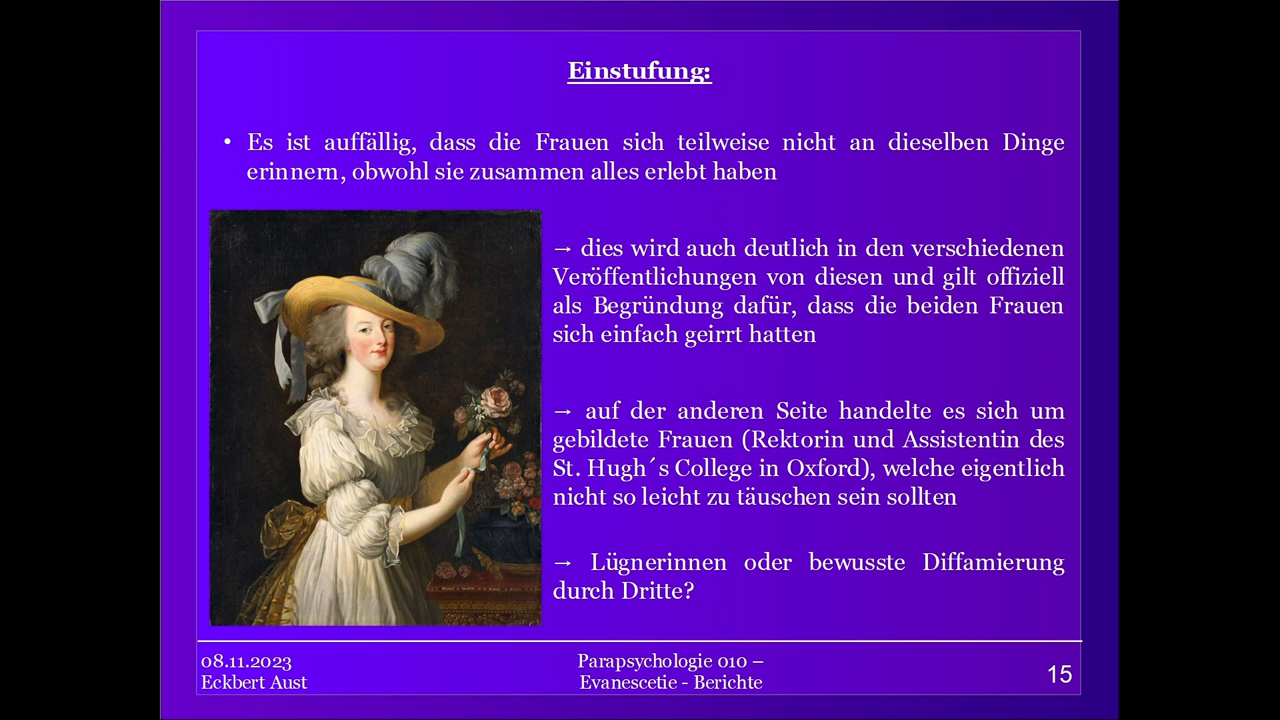 Einstufung:
• Es ist auffällig, dass die Frauen sich teilweise nicht an dieselben Dinge
erinnern, obwohl sie zusammen alles erlebt haben
→ dies wird auch deutlich in den verschiedenen
Veröffentlichungen von diesen und gilt offiziell
als Begründung dafür, dass die beiden Frauen
sich einfach geirrt hatten
→ auf der anderen Seite handelte es sich um
gebildete Frauen (Rektorin und Assistentin des
St. Hugh´s College in Oxford), welche eigentlich
nicht so leicht zu täuschen sein sollten
→ Lügnerinnen oder bewusste Diffamierung
durch Dritte?
08.11.2023
Eckbert Aust
Parapsychologie 010 –
Evanescetie - Berichte
15